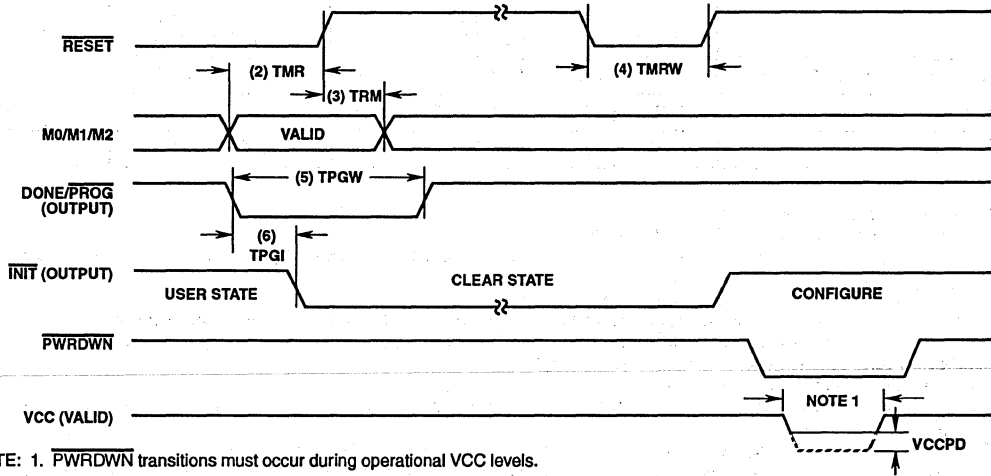 RESET
(2) TMR
(4) TMRW
(3) TRM
M0/M1/M2
VALID
DONE/PROG
(OUTPUT)
(5) TPGW
(6)
TPGI
INIT (OUTPUT)
USER STATE
CLEAR STATE
CONFIGURE
PWRDWN
VCC (VALID)
NOTE 1
VCCPD
TE: 1. PWRDWN transitions must occur during operational VCC levels.